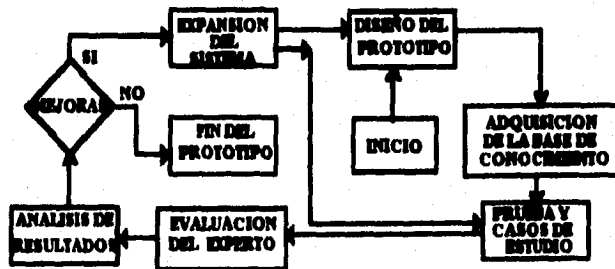 EXPANSION
DEL
SISTEMA
DISEÑO DEL
PROTOTIPO
SI
MEJORAR
NO
FIN DEL
PROTOTIPO
INICIO
ADQUISICION
DE LA BASE DE
CONOCIMIENTO
ANALISIS DE
RESULTADOS
EVALUACION
DEL EXPERTO
PRUEBA Y
CASOS DE
ESTUDIO